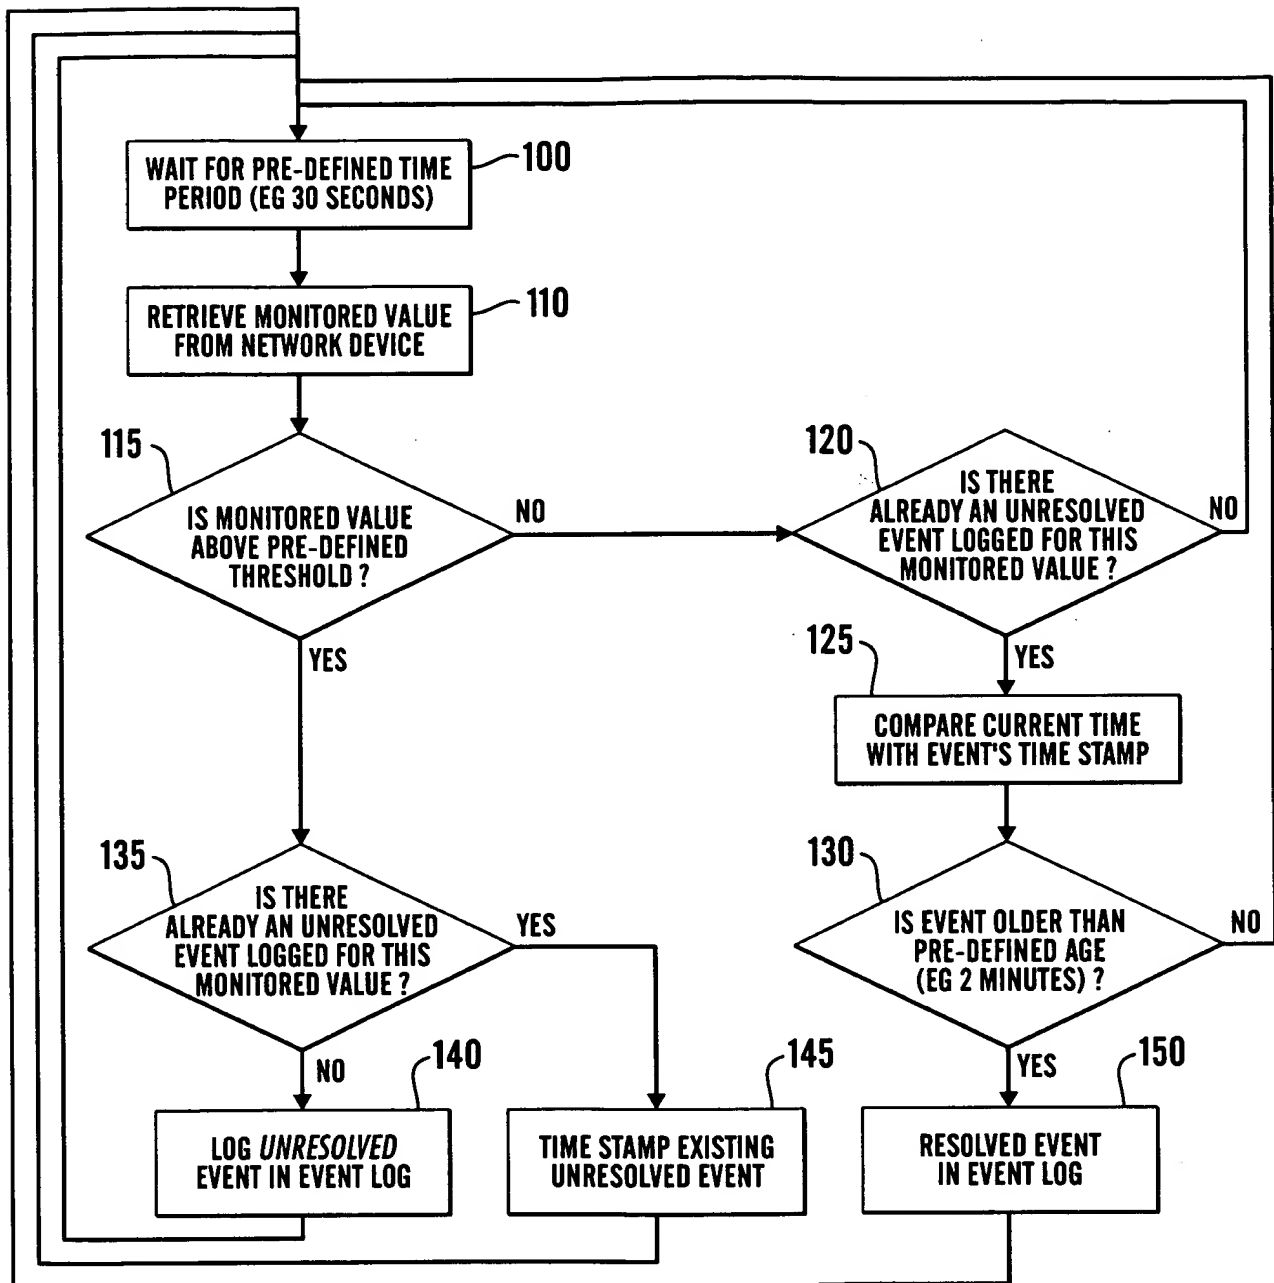 WAIT FOR PRE-DEFINED TIME
PERIOD (EG 30 SECONDS)
100
RETRIEVE MONITORED VALUE
FROM NETWORK DEVICE
110
115
IS MONITORED VALUE
ABOVE PRE-DEFINED
THRESHOLD ?
NO
YES
120
IS THERE
ALREADY AN UNRESOLVED
EVENT LOGGED FOR THIS
MONITORED VALUE ?
NO
YES
125
COMPARE CURRENT TIME
WITH EVENT'S TIME STAMP
135
IS THERE
ALREADY AN UNRESOLVED
EVENT LOGGED FOR THIS
MONITORED VALUE ?
YES
NO
130
IS EVENT OLDER THAN
PRE-DEFINED AGE
(EG 2 MINUTES) ?
NO
YES
140
LOG UNRESOLVED
EVENT IN EVENT LOG
145
TIME STAMP EXISTING
UNRESOLVED EVENT
150
RESOLVED EVENT
IN EVENT LOG